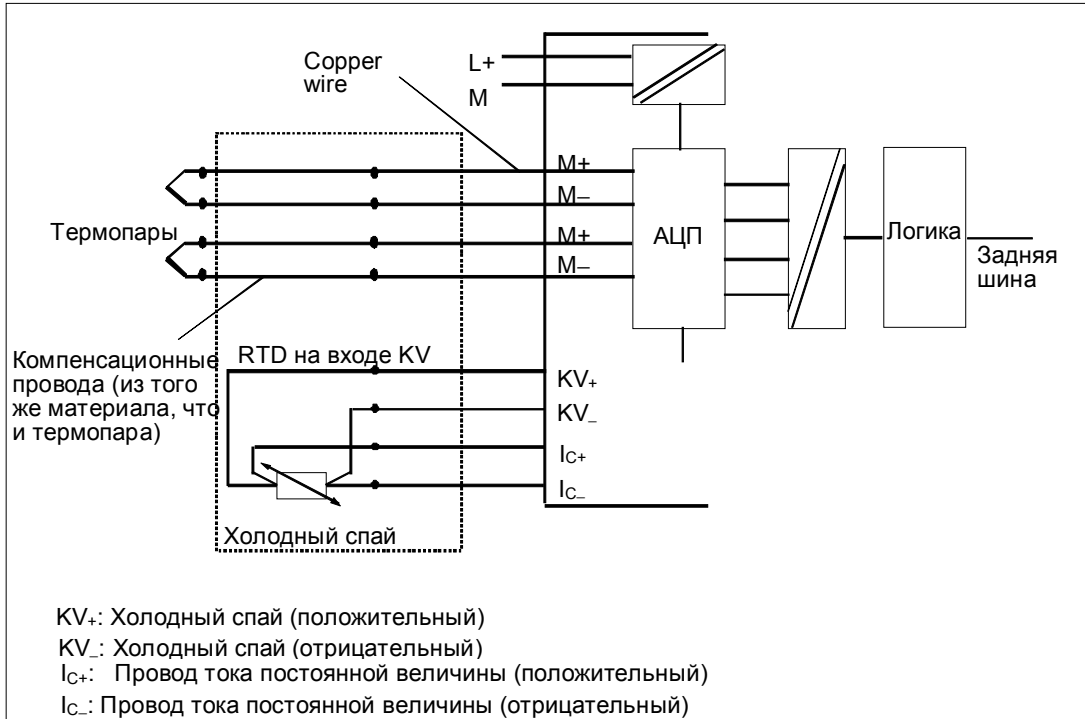 Copper
wire
L+
M
M+
M–
Термопары
M+
M–
АЦП
Логика
Задняя
шина
Компенсационные
провода (из того
же материала, что
и термопара)
RTD на входе KV
KV+
KV–
IC+
IC–
Холодный спай
KV+: Холодный спай (положительный)
KV–: Холодный спай (отрицательный)
IC+: Провод тока постоянной величины (положительный)
IC–: Провод тока постоянной величины (отрицательный)